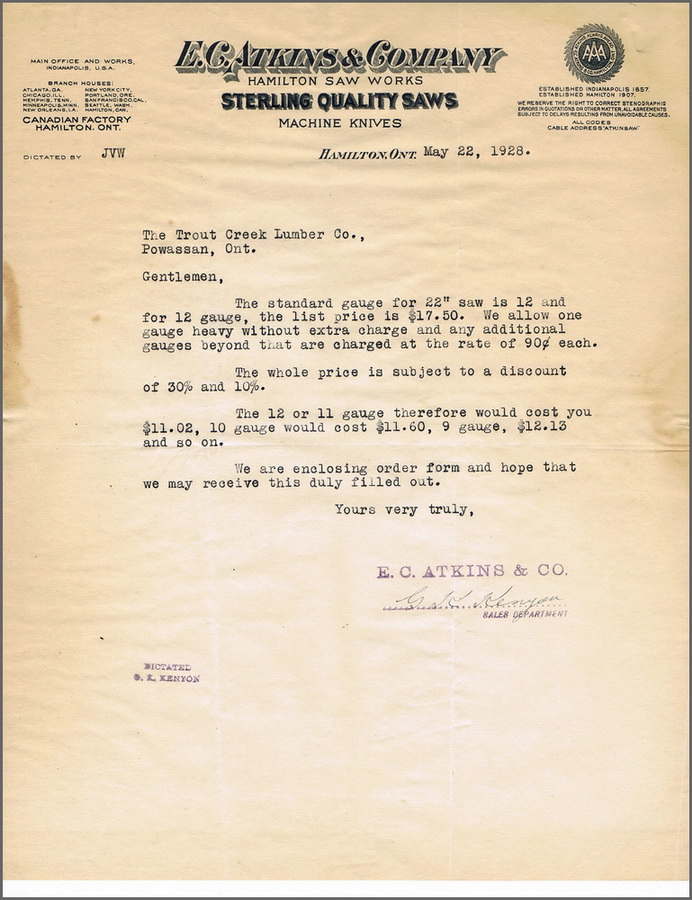 MAIN OFFICE AND WORKS,
INDIANAPOLIS, U.S.A.
BRANCH HOUSES:
ATLANTA, GA. NEW YORK CITY,
CHICAGO, ILL. PORTLAND, ORE.
MEMPHIS, TENN. SAN FRANCISCO, CAL.
MINNEAPOLIS, MINN. SEATTLE, WASH.
NEW ORLEANS, LA. HAMILTON, CAN.
CANADIAN FACTORY
HAMILTON, ONT.
E.C. ATKINS & COMPANY
HAMILTON SAW WORKS
STERLING QUALITY SAWS
MACHINE KNIVES
AAA
ESTABLISHED INDIANAPOLIS 1857
ESTABLISHED HAMILTON 1907.
WE RESERVE THE RIGHT TO CORRECT STENOGRAPHIC
ERRORS IN QUOTATIONS OR OTHER MATTER, ALL AGREEMENTS
SUBJECT TO DELAYS RESULTING FROM UNAVOIDABLE CAUSES.
ALL CODES
CABLE ADDRESS "ATKINSAW"
DICTATED BY JVW
HAMILTON, ONT. May 22, 1928.
The Trout Creek Lumber Co.,
Powassan, Ont.
Gentlemen,
The standard gauge for 22" saw is 12 and
for 12 gauge, the list price is $17.50. We allow one
gauge heavy without extra charge and any additional
gauges beyond that are charged at the rate of 90¢ each.
The whole price is subject to a discount
of 30% and 10%.
The 12 or 11 gauge therefore would cost you
$11.02, 10 gauge would cost $11.60, 9 gauge, $12.13
and so on.
We are enclosing order form and hope that
we may receive this duly filled out.
Yours very truly,
E. C. ATKINS & CO.
G. K. Kenyon
SALES DEPARTMENT
DICTATED
G. K. KENYON